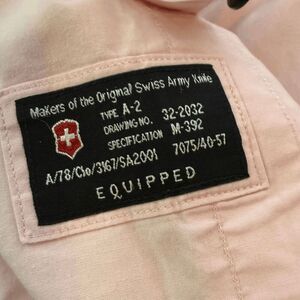 Makers of the Original Swiss Army Knife
TYPE A-2
DRAWING NO. 32-2032
SPECIFICATION M-392
A/78/Clo/3167/SA2001 7075/40-57
EQUIPPED